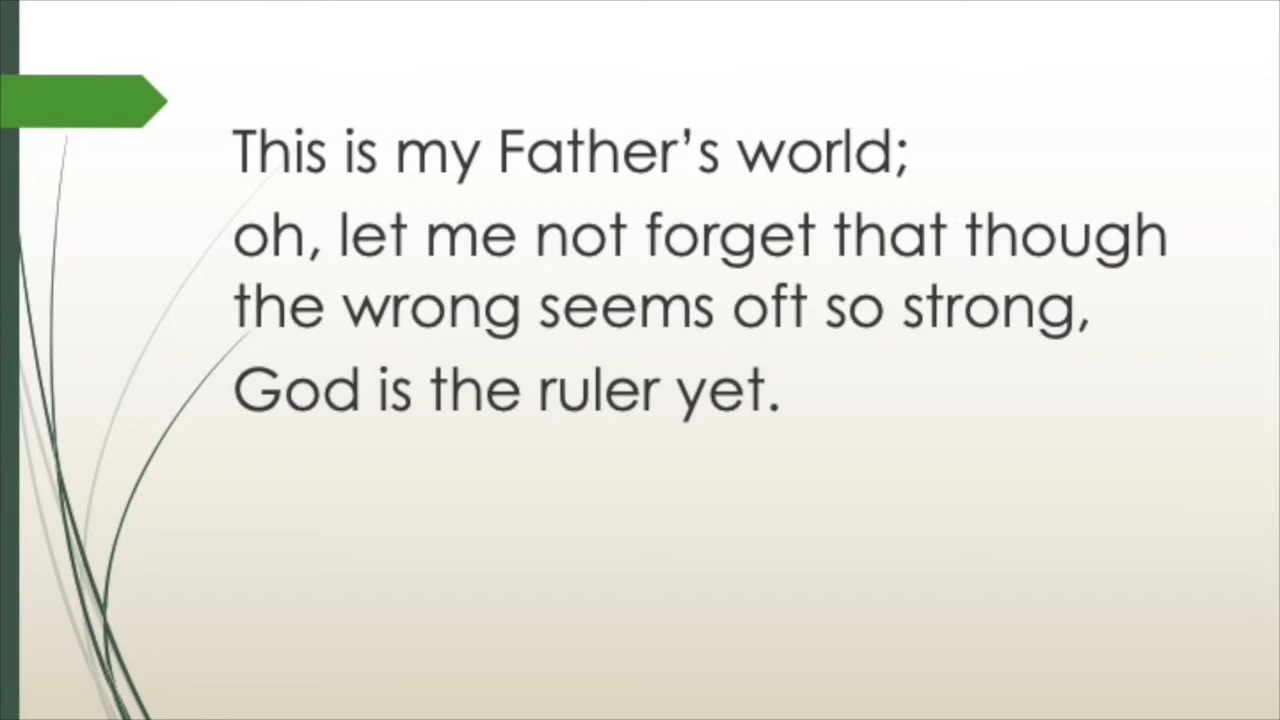 This is my Father’s world;
oh, let me not forget that though
the wrong seems oft so strong,
God is the ruler yet.